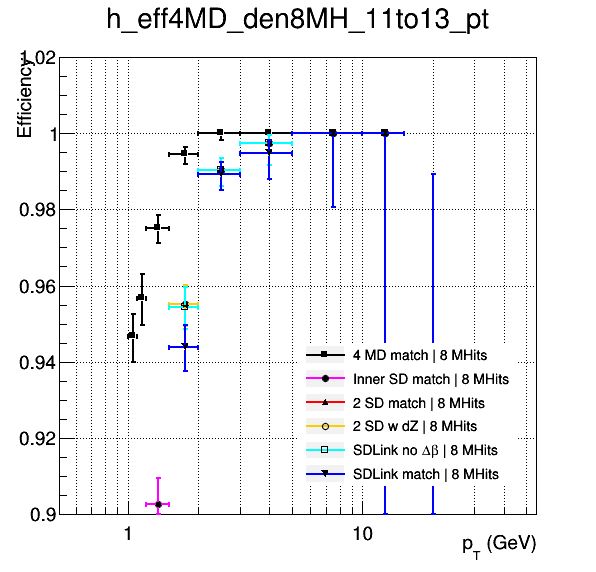 h_eff4MD_den8MH_11to13_pt
Efficiency
1.02
1
0.98
0.96
0.94
0.92
0.9
4 MD match | 8 MHits
Inner SD match | 8 MHits
2 SD match | 8 MHits
2 SD w dZ | 8 MHits
SDLink no Δβ | 8 MHits
SDLink match | 8 MHits
1 10
p_T (GeV)